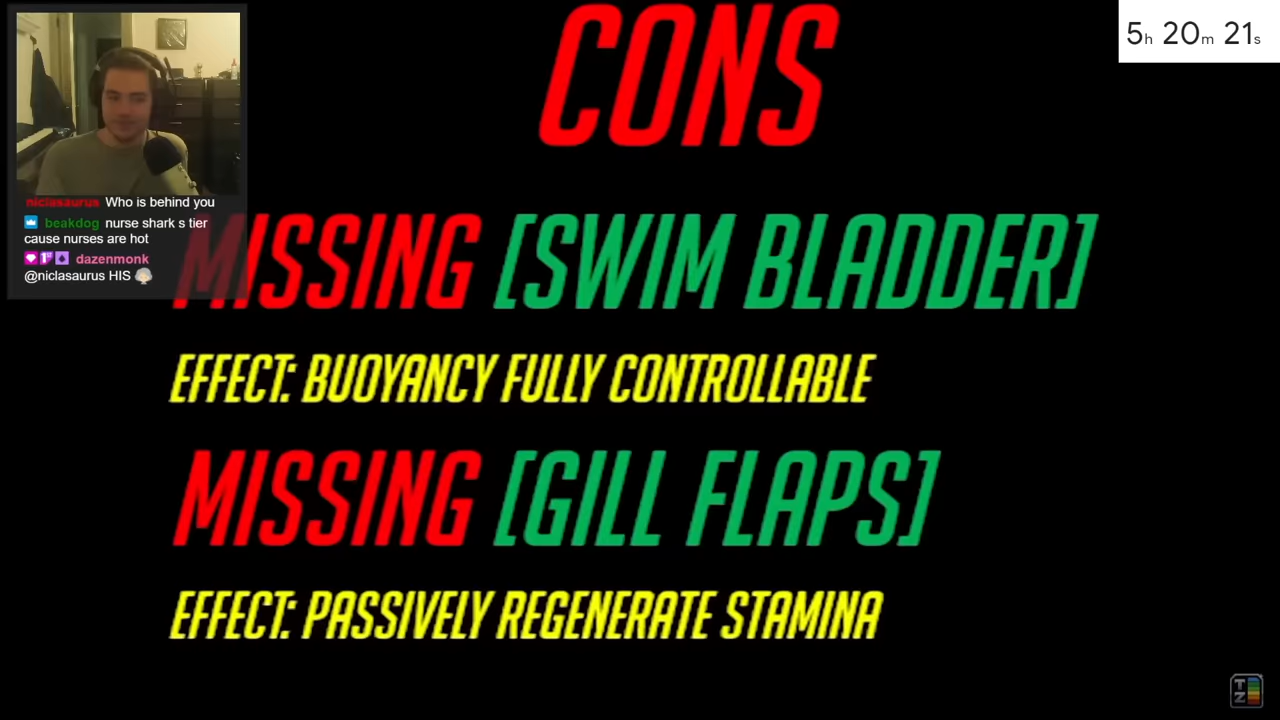 CONS
5h 20m 21s
niclasaurus Who is behind you
beakdog nurse shark s tier
cause nurses are hot
dazenmonk
@niclasaurus HIS
MISSING [SWIM BLADDER]
EFFECT: BUOYANCY FULLY CONTROLLABLE
MISSING [GILL FLAPS]
EFFECT: PASSIVELY REGENERATE STAMINA
TZ